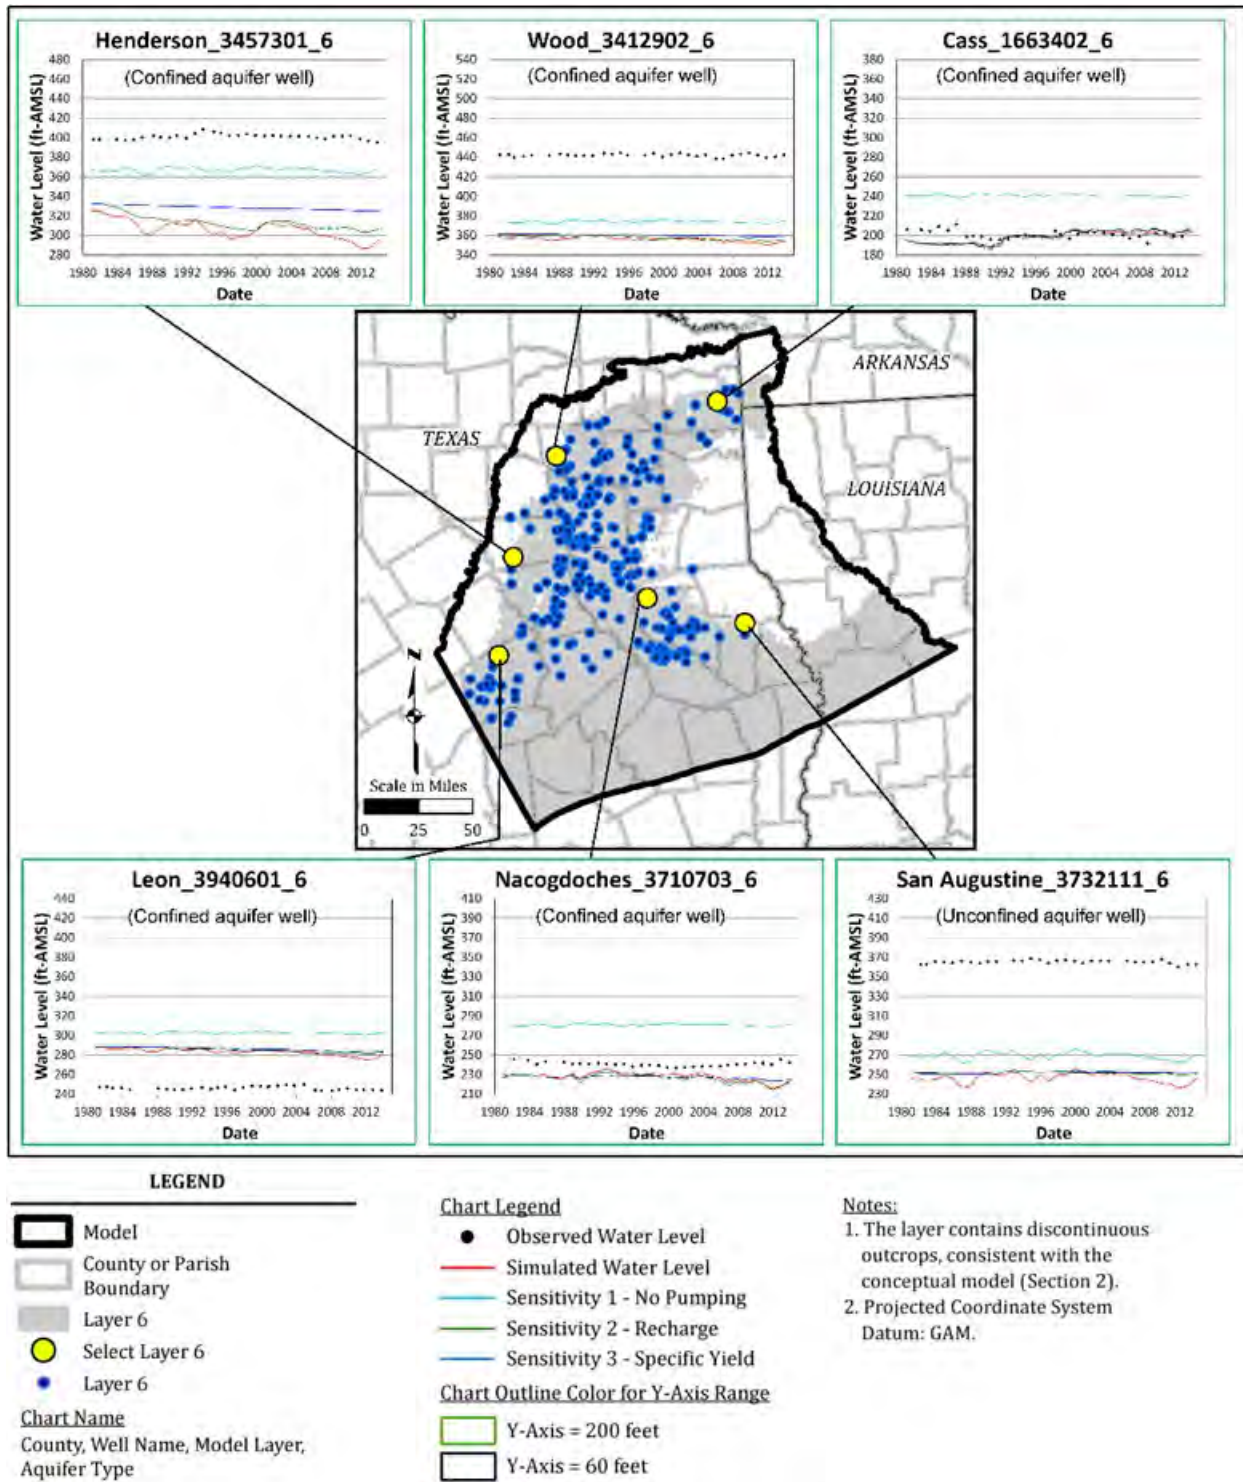 Henderson_3457301_6
(Confined aquifer well)
Water Level (ft-AMSL)
480
460
440
420
400
380
360
340
320
300
280
1980 1984 1988 1992 1996 2000 2004 2008 2012
Date
Wood_3412902_6
(Confined aquifer well)
Water Level (ft-AMSL)
540
520
500
480
460
440
420
400
380
360
340
1980 1984 1988 1992 1996 2000 2004 2008 2012
Date
Cass_1663402_6
(Confined aquifer well)
Water Level (ft-AMSL)
380
360
340
320
300
280
260
240
220
200
180
1980 1984 1988 1992 1996 2000 2004 2008 2012
Date
ARKANSAS
TEXAS
LOUISIANA
N
Scale in Miles
0 25 50
Leon_3940601_6
(Confined aquifer well)
Water Level (ft-AMSL)
440
420
400
380
360
340
320
300
280
260
240
1980 1984 1988 1992 1996 2000 2004 2008 2012
Date
Nacogdoches_3710703_6
(Confined aquifer well)
Water Level (ft-AMSL)
410
390
370
350
330
310
290
270
250
230
210
1980 1984 1988 1992 1996 2000 2004 2008 2012
Date
San Augustine_3732111_6
(Unconfined aquifer well)
Water Level (ft-AMSL)
430
410
390
370
350
330
310
290
270
250
230
1980 1984 1988 1992 1996 2000 2004 2008 2012
Date
LEGEND
Model
County or Parish
Boundary
Layer 6
Select Layer 6
Layer 6
Chart Name
County, Well Name, Model Layer,
Aquifer Type
Chart Legend
Observed Water Level
Simulated Water Level
Sensitivity 1 - No Pumping
Sensitivity 2 - Recharge
Sensitivity 3 - Specific Yield
Chart Outline Color for Y-Axis Range
Y-Axis = 200 feet
Y-Axis = 60 feet
Notes:
1. The layer contains discontinuous
outcrops, consistent with the
conceptual model (Section 2).
2. Projected Coordinate System
Datum: GAM.